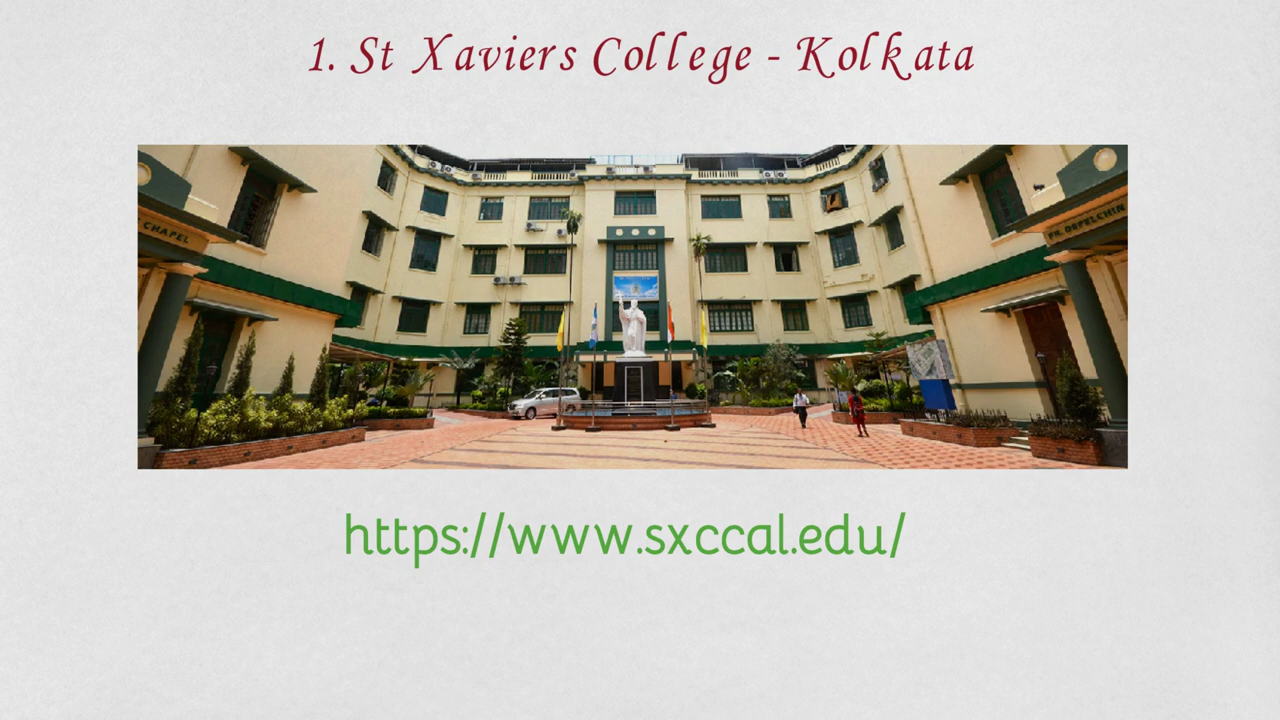 1. St Xaviers College - Kolkata
CHAPEL
FR. DEPELCHIN
https://www.sxccal.edu/